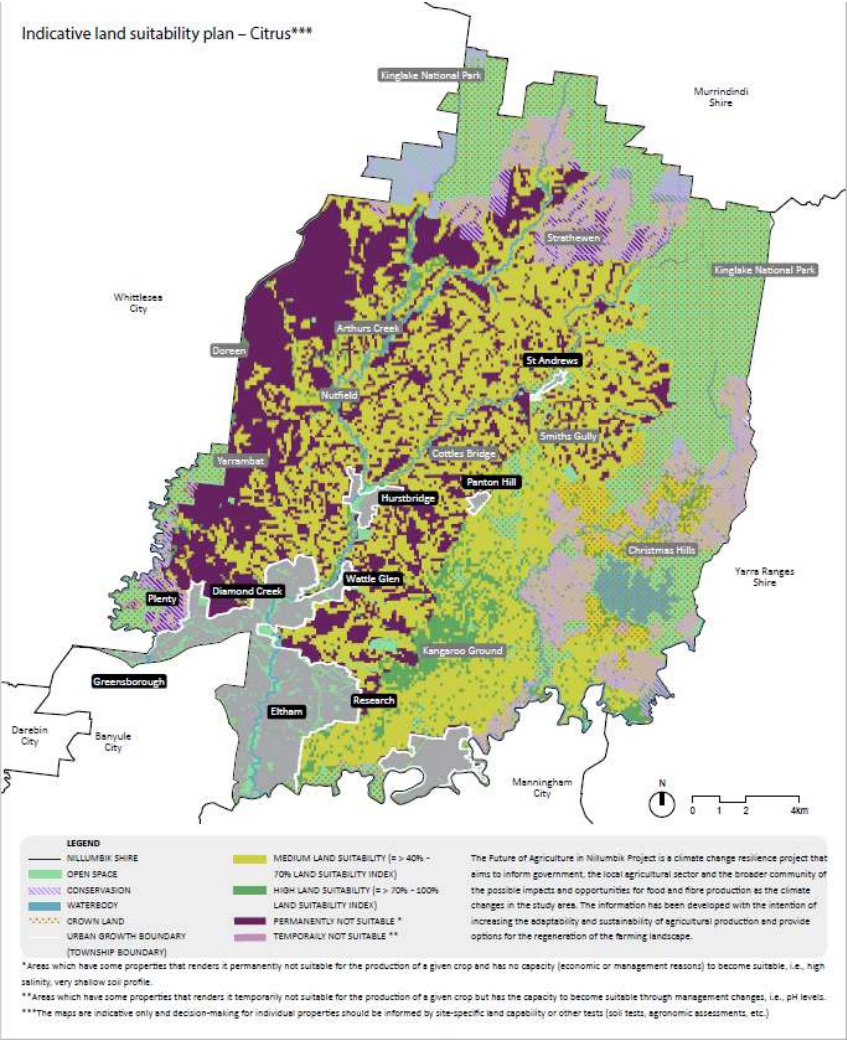 Indicative land suitability plan – Citrus***
Kinglake National Park
Murrindindi
Shire
Strathewen
Kinglake National Park
Whittlesea
City
Arthurs Creek
Doreen
St Andrews
Nutfield
Smiths Gully
Cottles Bridge
Yarrambat
Panton Hill
Hurstbridge
Christmas Hills
Yarra Ranges
Shire
Wattle Glen
Diamond Creek
Plenty
Kangaroo Ground
Greensborough
Research
Eltham
Darebin
City
Banyule
City
Manningham
City
N
0 1 2 4km
LEGEND
NILLUMBIK SHIRE
OPEN SPACE
CONSERVASION
WATERBODY
CROWN LAND
URBAN GROWTH BOUNDARY
(TOWNSHIP BOUNDARY)
MEDIUM LAND SUITABILITY (= > 40% -
70% LAND SUITABILITY INDEX)
HIGH LAND SUITABILITY (= > 70% - 100%
LAND SUITABILITY INDEX)
PERMANENTLY NOT SUITABLE *
TEMPORAILY NOT SUITABLE **
The Future of Agriculture in Nillumbik Project is a climate change resilience project that
aims to inform government, the local agricultural sector and the broader community of
the possible impacts and opportunities for food and fibre production as the climate
changes in the study area. The information has been developed with the intention of
increasing the adaptability and sustainability of agricultural production and provide
options for the regeneration of the farming landscape.
*Areas which have some properties that renders it permanently not suitable for the production of a given crop and has no capacity (economic or management reasons) to become suitable, i.e., high
salinity, very shallow soil profile.
**Areas which have some properties that renders it temporarily not suitable for the production of a given crop but has the capacity to become suitable through management changes, i.e., pH levels.
***The maps are indicative only and decision-making for individual properties should be informed by site-specific land capability or other tests (soil tests, agronomic assessments, etc.)